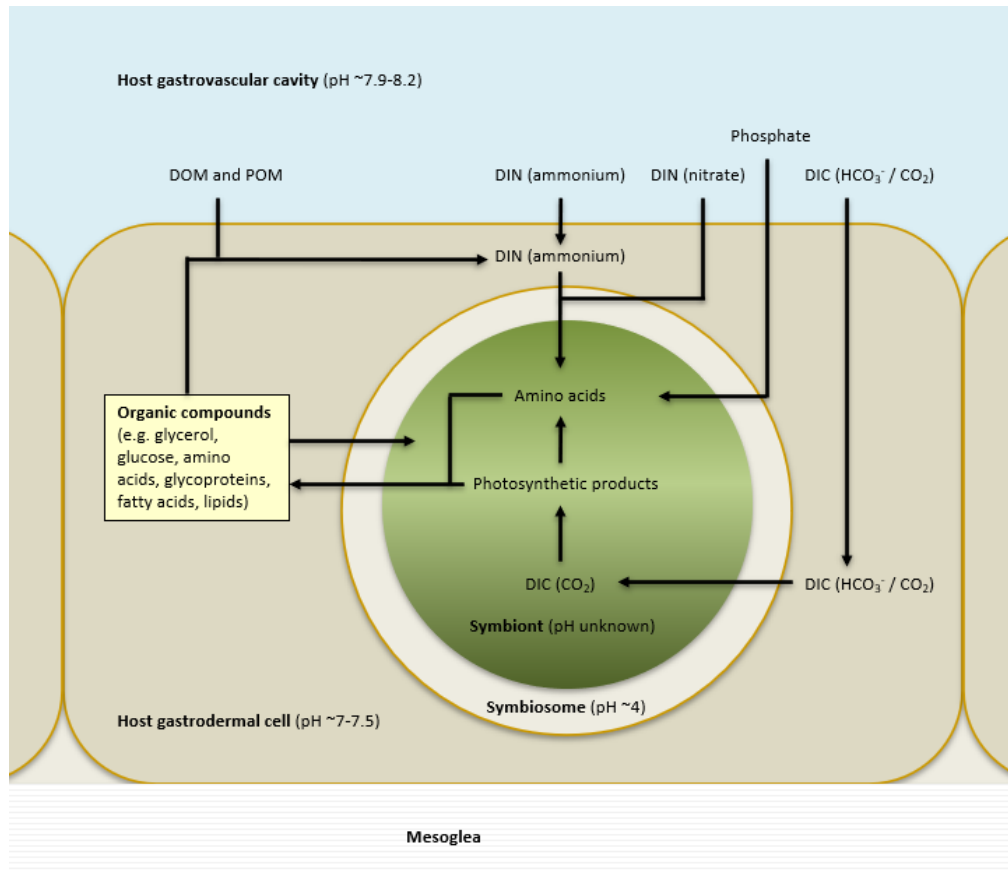 Host gastrovascular cavity (pH ~7.9-8.2)
Phosphate
DOM and POM
DIN (ammonium)
DIN (nitrate)
DIC (HCO₃⁻ / CO₂)
DIN (ammonium)
Amino acids
Organic compounds
(e.g. glycerol,
glucose, amino
acids, glycoproteins,
fatty acids, lipids)
Photosynthetic products
DIC (CO₂)
DIC (HCO₃⁻ / CO₂)
Symbiont (pH unknown)
Symbiosome (pH ~4)
Host gastrodermal cell (pH ~7-7.5)
Mesoglea